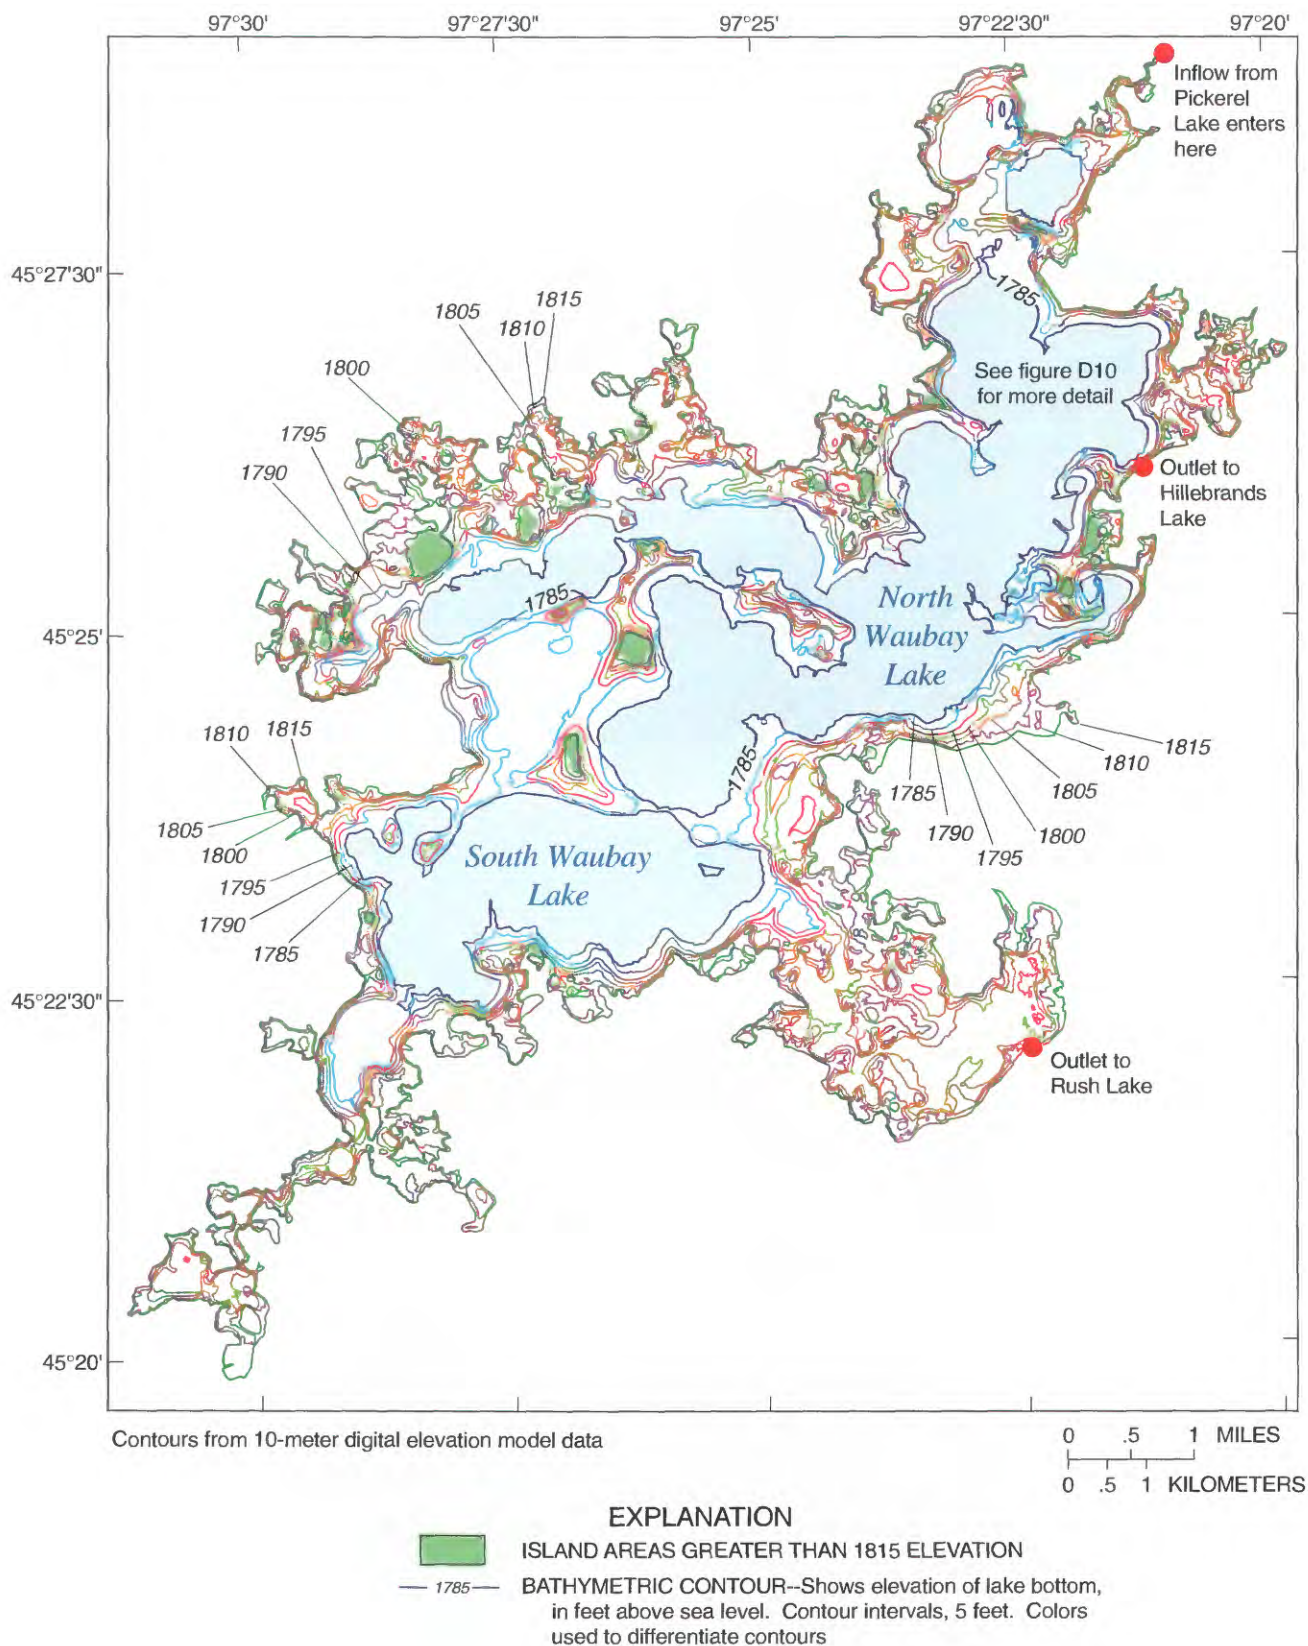 97°30' 97°27'30" 97°25 97°22'30" 97°20'
Inflow from
Pickerel
Lake enters
here
45°27'30"
1785
1815
1805
1810
1800
See figure D10
for more detail
1795
1790
Outlet to
Hillebrands
Lake
1785
North
Waubay
Lake
45°25'
1810
1815
1785
1815
1810
1805
1785
1805
1800
1790
1800
1795
1795
South Waubay
Lake
1790
1785
45°22'30"
Outlet to
Rush Lake
45°20'
Contours from 10-meter digital elevation model data
0 .5 1 MILES
0 .5 1 KILOMETERS
EXPLANATION
ISLAND AREAS GREATER THAN 1815 ELEVATION
1785 BATHYMETRIC CONTOUR--Shows elevation of lake bottom,
in feet above sea level. Contour intervals, 5 feet. Colors
used to differentiate contours